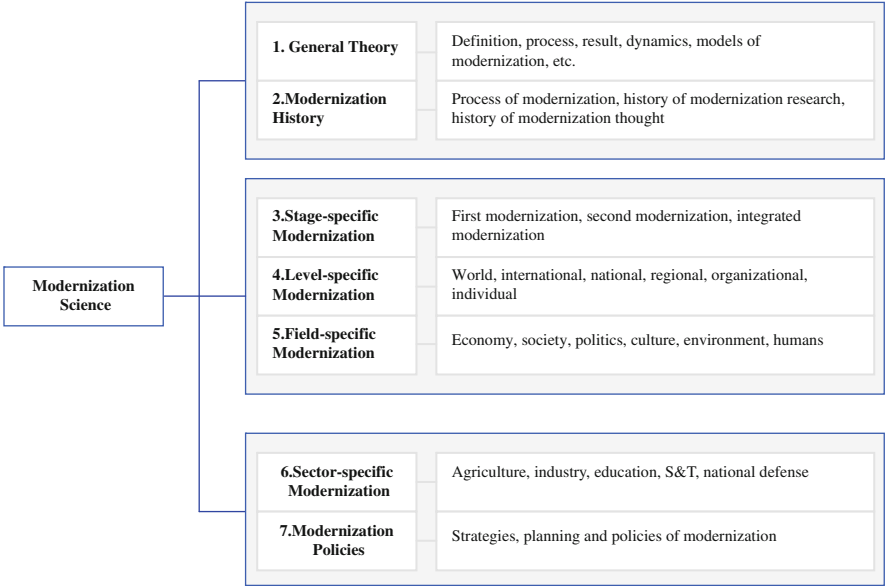 Modernization
Science
1. General Theory
Definition, process, result, dynamics, models of
modernization, etc.
2.Modernization
History
Process of modernization, history of modernization research,
history of modernization thought
3.Stage-specific
Modernization
First modernization, second modernization, integrated
modernization
4.Level-specific
Modernization
World, international, national, regional, organizational,
individual
5.Field-specific
Modernization
Economy, society, politics, culture, environment, humans
6.Sector-specific
Modernization
Agriculture, industry, education, S&T, national defense
7.Modernization
Policies
Strategies, planning and policies of modernization